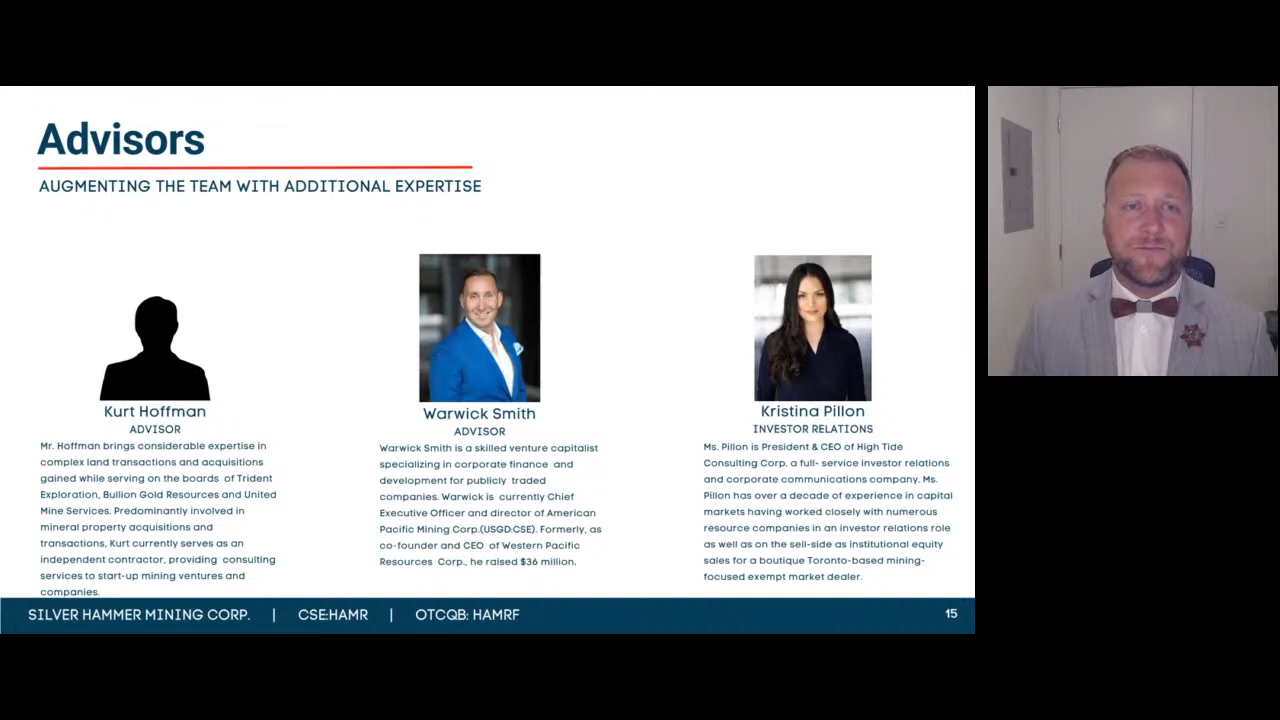 Advisors
AUGMENTING THE TEAM WITH ADDITIONAL EXPERTISE
Kurt Hoffman
ADVISOR
Mr. Hoffman brings considerable expertise in
complex land transactions and acquisitions
gained while serving on the boards of Trident
Exploration, Bullion Gold Resources and United
Mine Services. Predominantly involved in
mineral property acquisitions and
transactions, Kurt currently serves as an
independent contractor, providing consulting
services to start-up mining ventures and
companies.
Warwick Smith
ADVISOR
Warwick Smith is a skilled venture capitalist
specializing in corporate finance and
development for publicly traded
companies. Warwick is currently Chief
Executive Officer and director of American
Pacific Mining Corp.(USGD:CSE). Formerly, as
co-founder and CEO of Western Pacific
Resources Corp., he raised $36 million.
Kristina Pillon
INVESTOR RELATIONS
Ms. Pillon is President & CEO of High Tide
Consulting Corp. a full- service investor relations
and corporate communications company. Ms.
Pillon has over a decade of experience in capital
markets having worked closely with numerous
resource companies in an investor relations role
as well as on the sell-side as institutional equity
sales for a boutique Toronto-based mining-
focused exempt market dealer.
SILVER HAMMER MINING CORP. | CSE:HAMR | OTCQB: HAMRF
15